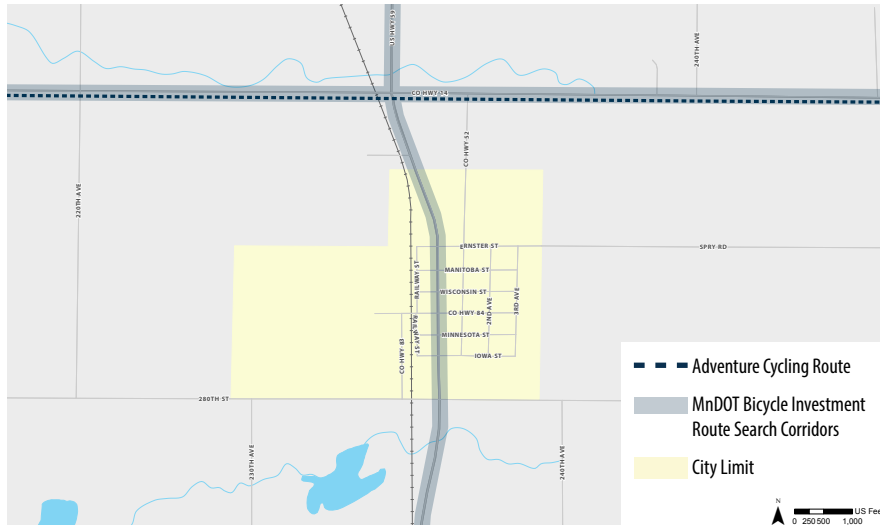 US HWY 59
240TH AVE
CO HWY 14
CO HWY 52
220TH AVE
ERNSTER ST
SPRY RD
MANITOBA ST
RAILWAY ST
WISCONSIN ST
2ND AVE
3RD AVE
CO HWY 84
RAILWAY ST
MINNESOTA ST
CO HWY 83
IOWA ST
280TH ST
230TH AVE
240TH AVE
Adventure Cycling Route
MnDOT Bicycle Investment
Route Search Corridors
City Limit
N
US Fee
0 250 500 1,000